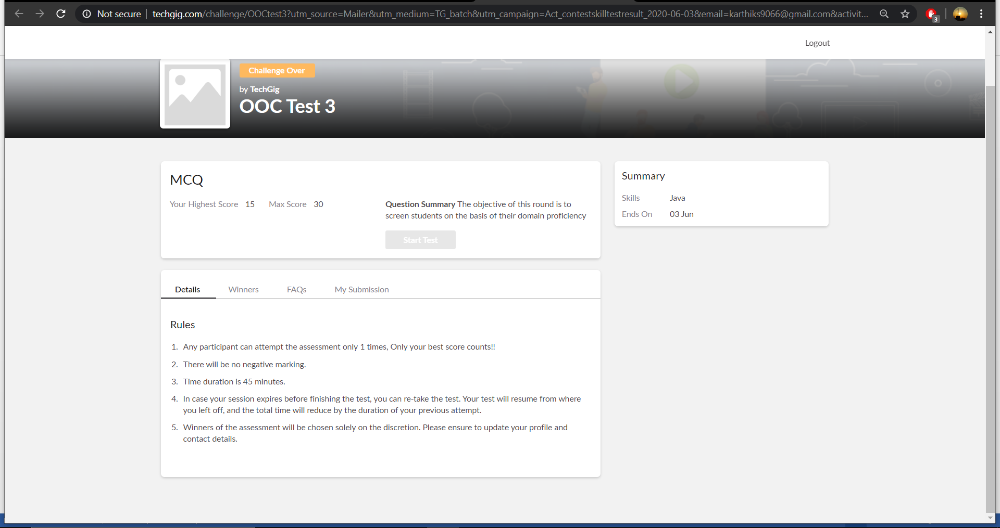 Not secure | techgig.com/challenge/OOCtest3?utm_source=Mailer&utm_medium=TG_batch&utm_campaign=Act_contestskilltestresult_2020-06-03&email=karthiks9066@gmail.com&activit...
3
Logout
Challenge Over
by TechGig
OOC Test 3
MCQ
Your Highest Score 15 Max Score 30
Question Summary The objective of this round is to
screen students on the basis of their domain proficiency
Start Test
Summary
Skills Java
Ends On 03 Jun
Details Winners FAQs My Submission
Rules
1. Any participant can attempt the assessment only 1 times, Only your best score counts!!
2. There will be no negative marking.
3. Time duration is 45 minutes.
4. In case your session expires before finishing the test, you can re-take the test. Your test will resume from where
you left off, and the total time will reduce by the duration of your previous attempt.
5. Winners of the assessment will be chosen solely on the discretion. Please ensure to update your profile and
contact details.